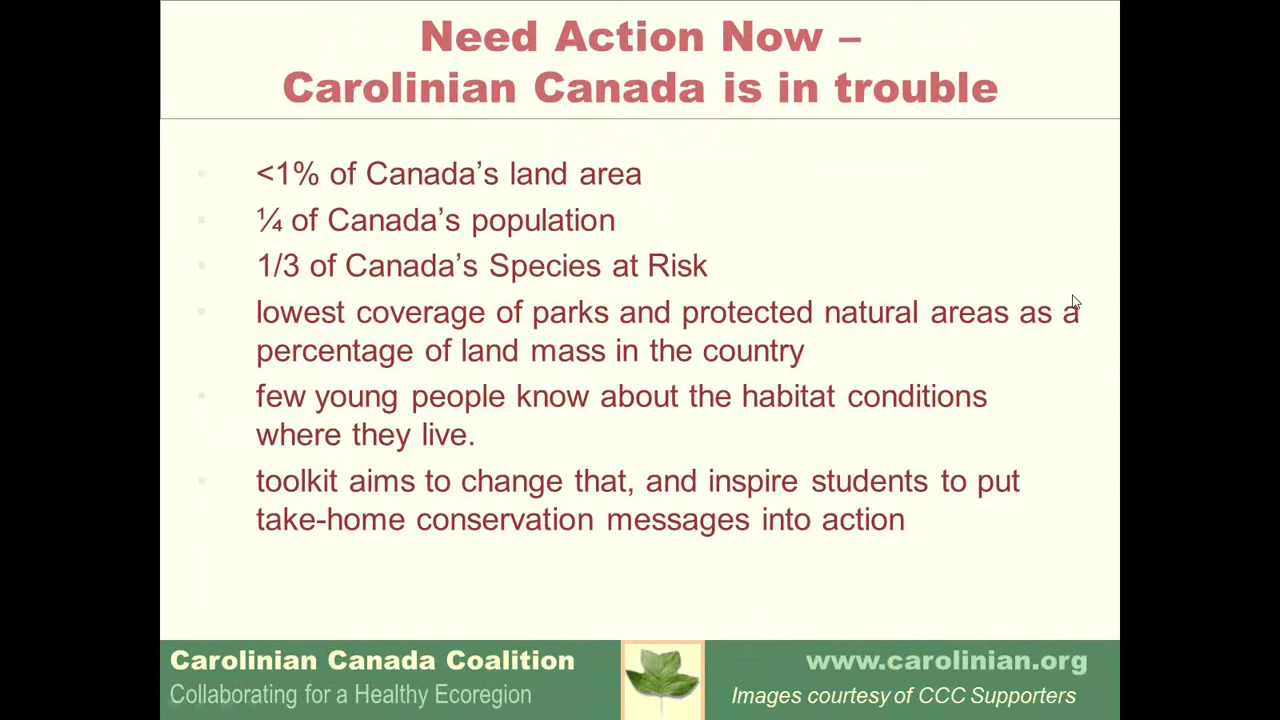 Need Action Now –
Carolinian Canada is in trouble
<1% of Canada’s land area
¼ of Canada’s population
1/3 of Canada’s Species at Risk
lowest coverage of parks and protected natural areas as a
percentage of land mass in the country
few young people know about the habitat conditions
where they live.
toolkit aims to change that, and inspire students to put
take-home conservation messages into action
Carolinian Canada Coalition
Collaborating for a Healthy Ecoregion
www.carolinian.org
Images courtesy of CCC Supporters